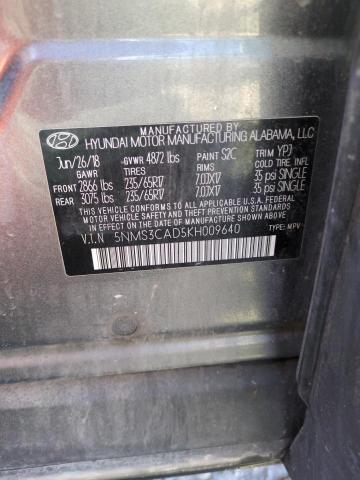 MANUFACTURED BY
HYUNDAI MOTOR MANUFACTURING ALABAMA, LLC
Jun/26/18 GVWR 4872 lbs PAINT S2C TRIM YPJ
GAWR TIRES RIMS COLD TIRE INFL
FRONT 2866 lbs 235/65R17 7.0JX17 35 psi SINGLE
REAR 3075 lbs 235/65R17 7.0JX17 35 psi SINGLE
THIS VEHICLE CONFORMS TO ALL APPLICABLE U.S.A. FEDERAL
MOTOR VEHICLE SAFETY, BUMPER, AND THEFT
PREVENTION STANDARDS IN EFFECT ON THE DATE OF
MANUFACTURE SHOWN ABOVE.
V.I.N 5NMS3CAD5KH009640 TYPE: MPV